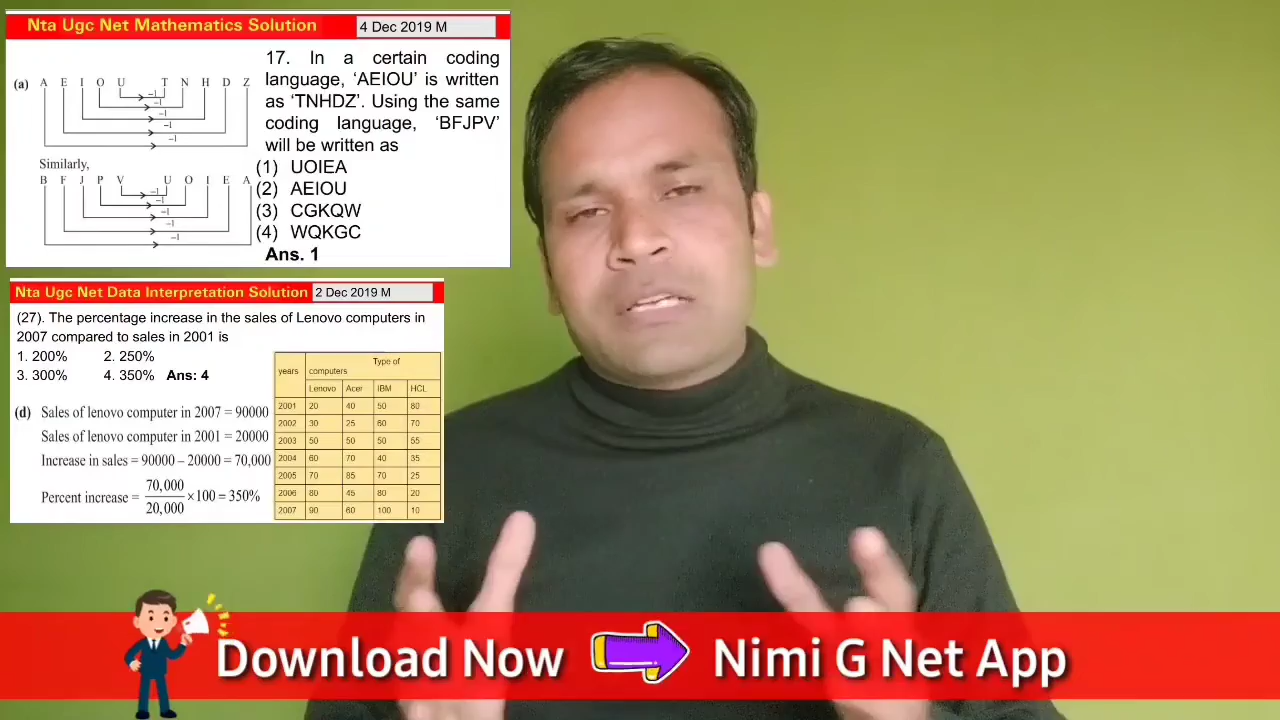 Nta Ugc Net Mathematics Solution 4 Dec 2019 M
(a) A E I O U T N H D Z
-1
-1
-1
-1
-1
Similarly,
B F J P V U O I E A
-1
-1
-1
-1
-1
17. In a certain coding
language, ‘AEIOU’ is written
as ‘TNHDZ’. Using the same
coding language, ‘BFJPV’
will be written as
(1) UOIEA
(2) AEIOU
(3) CGKQW
(4) WQKGC
Ans. 1
Nta Ugc Net Data Interpretation Solution 2 Dec 2019 M
(27). The percentage increase in the sales of Lenovo computers in
2007 compared to sales in 2001 is
1. 200% 2. 250%
3. 300% 4. 350% Ans: 4
(d) Sales of lenovo computer in 2007 = 90000
Sales of lenovo computer in 2001 = 20000
Increase in sales = 90000 – 20000 = 70,000
Percent increase = 70,000/20,000 ×100 = 350%
years Type of
computers
Lenovo Acer IBM HCL
2001 20 40 50 80
2002 30 25 60 70
2003 50 50 50 55
2004 60 70 40 35
2005 70 85 70 25
2006 80 45 80 20
2007 90 60 100 10
Download Now Nimi G Net App